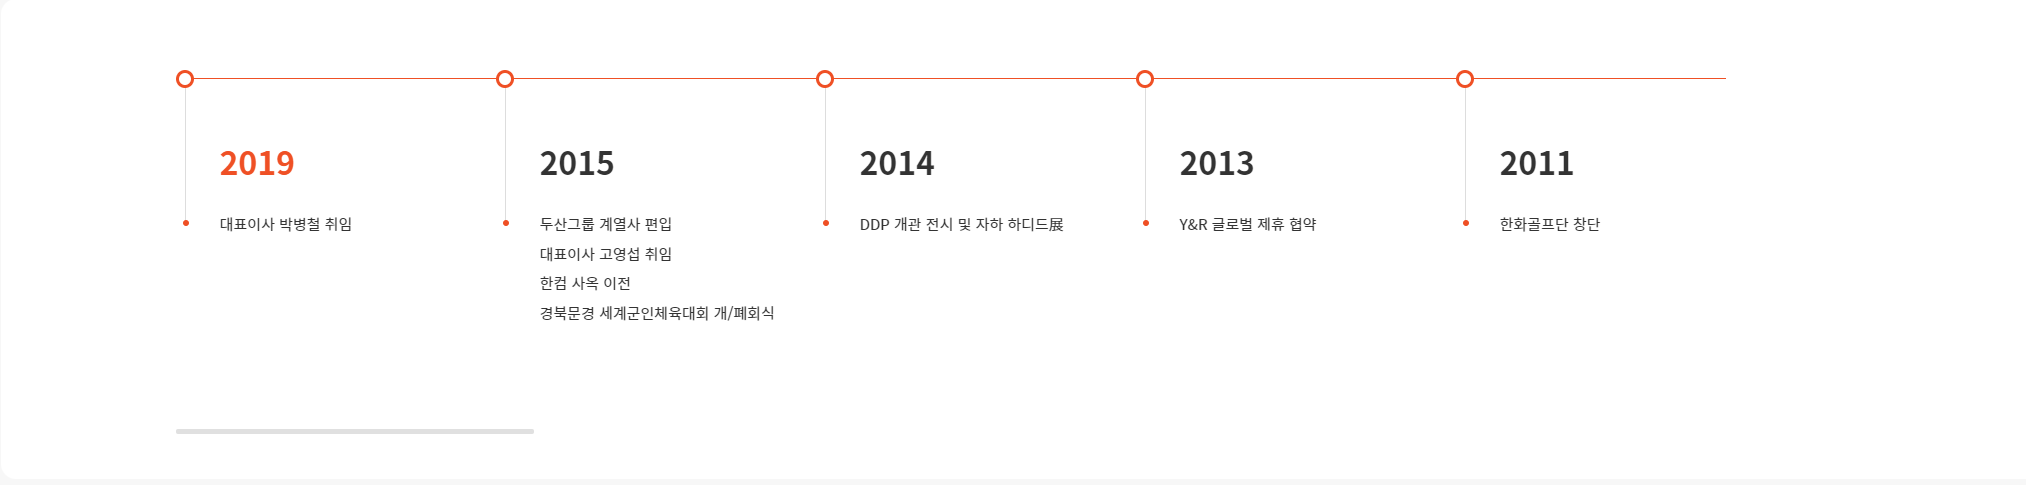 2019
대표이사 박병철 취임
2015
두산그룹 계열사 편입
대표이사 고영섭 취임
한컴 사옥 이전
경북문경 세계군인체육대회 개/폐회식
2014
DDP 개관 전시 및 자하 하디드展
2013
Y&R 글로벌 제휴 협약
2011
한화골프단 창단